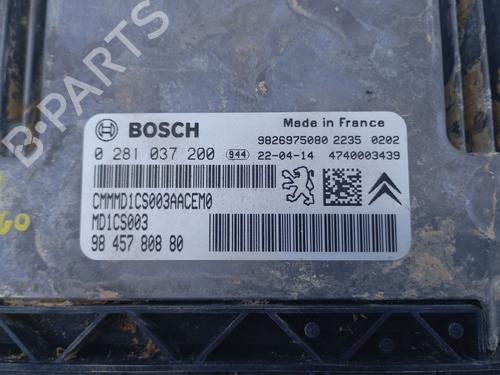 B-PARTS
BOSCH
Made in France
9826975080 2235 0202
0 281 037 200 944 22-04-14 4740003439
CMMMD1CS003AACEM0
MD1CS003
98 457 808 80
GO